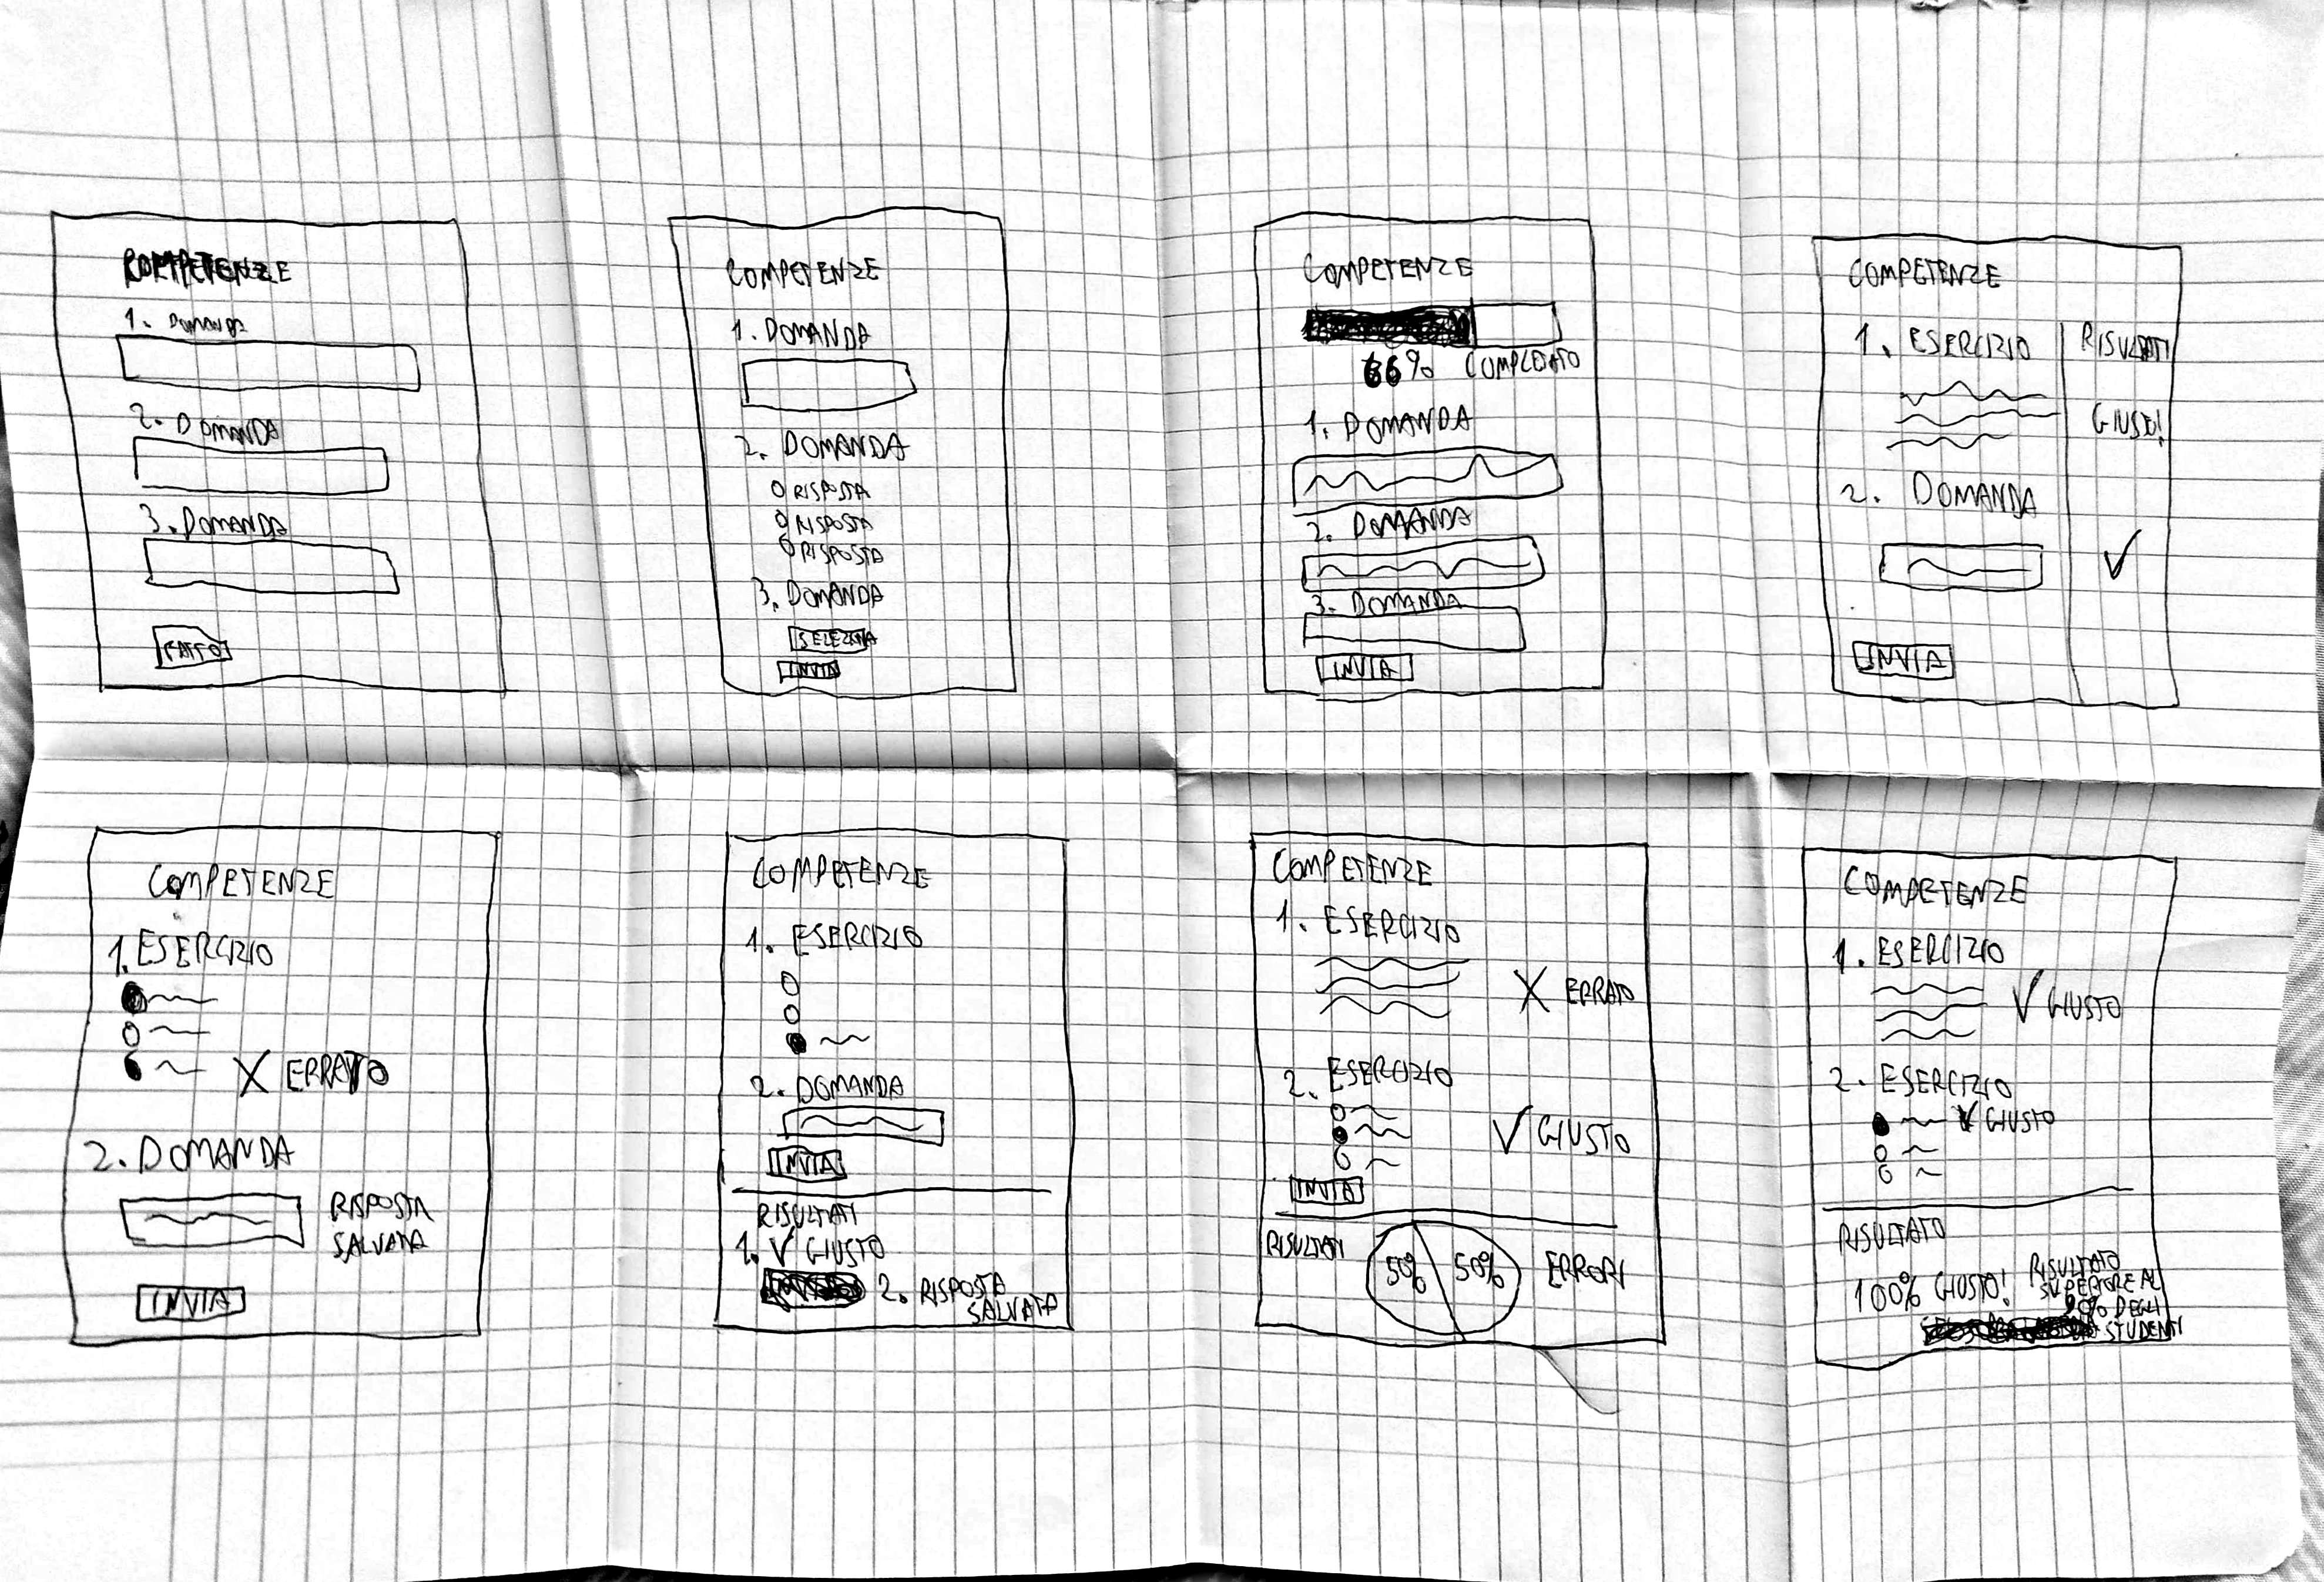 COMPETENZE
1. DOMANDA
2. DOMANDA
3. DOMANDA
FATTO
COMPETENZE
1. DOMANDA
2. DOMANDA
RISPOSTA
RISPOSTA
RISPOSTA
3. DOMANDA
SELEZIONA
INVIA
COMPETENZE
66% COMPLETATO
1. DOMANDA
2. DOMANDA
3. DOMANDA
INVIA
COMPETENZE
1. ESERCIZIO
RISULTATI
GIUSTO!
2. DOMANDA
INVIA
COMPETENZE
1. ESERCIZIO
X ERRATO
2. DOMANDA
RISPOSTA
SALVATA
INVIA
COMPETENZE
1. ESERCIZIO
2. DOMANDA
INVIA
RISULTATI
1. ✓ GIUSTO
2. RISPOSTA
SALVATA
COMPETENZE
1. ESERCIZIO
X ERRATO
2. ESERCIZIO
✓ GIUSTO
INVIA
RISULTATI 50% 50% ERRORI
COMPETENZE
1. ESERCIZIO
✓ GIUSTO
2. ESERCIZIO
✓ GIUSTO
RISULTATO
100% GIUSTO!
RISULTATO
SUPERIORE AL
90% DEGLI
STUDENTI